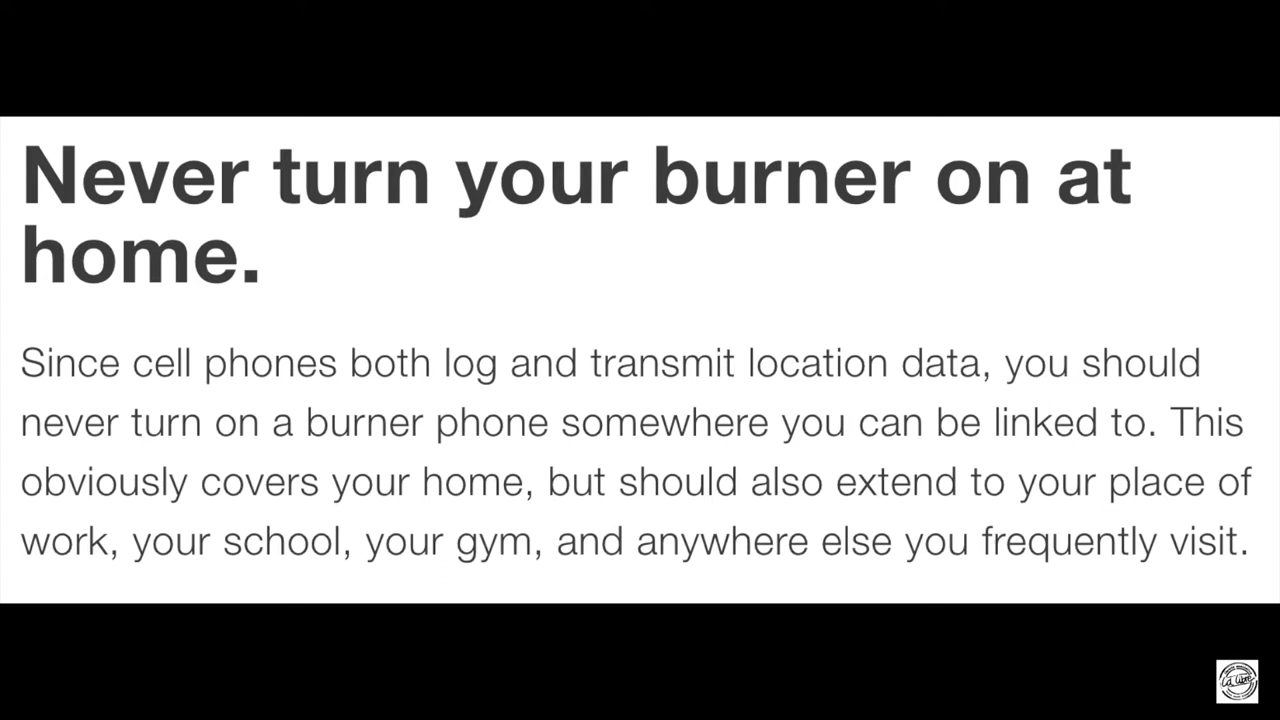 Never turn your burner on at
home.
Since cell phones both log and transmit location data, you should
never turn on a burner phone somewhere you can be linked to. This
obviously covers your home, but should also extend to your place of
work, your school, your gym, and anywhere else you frequently visit.